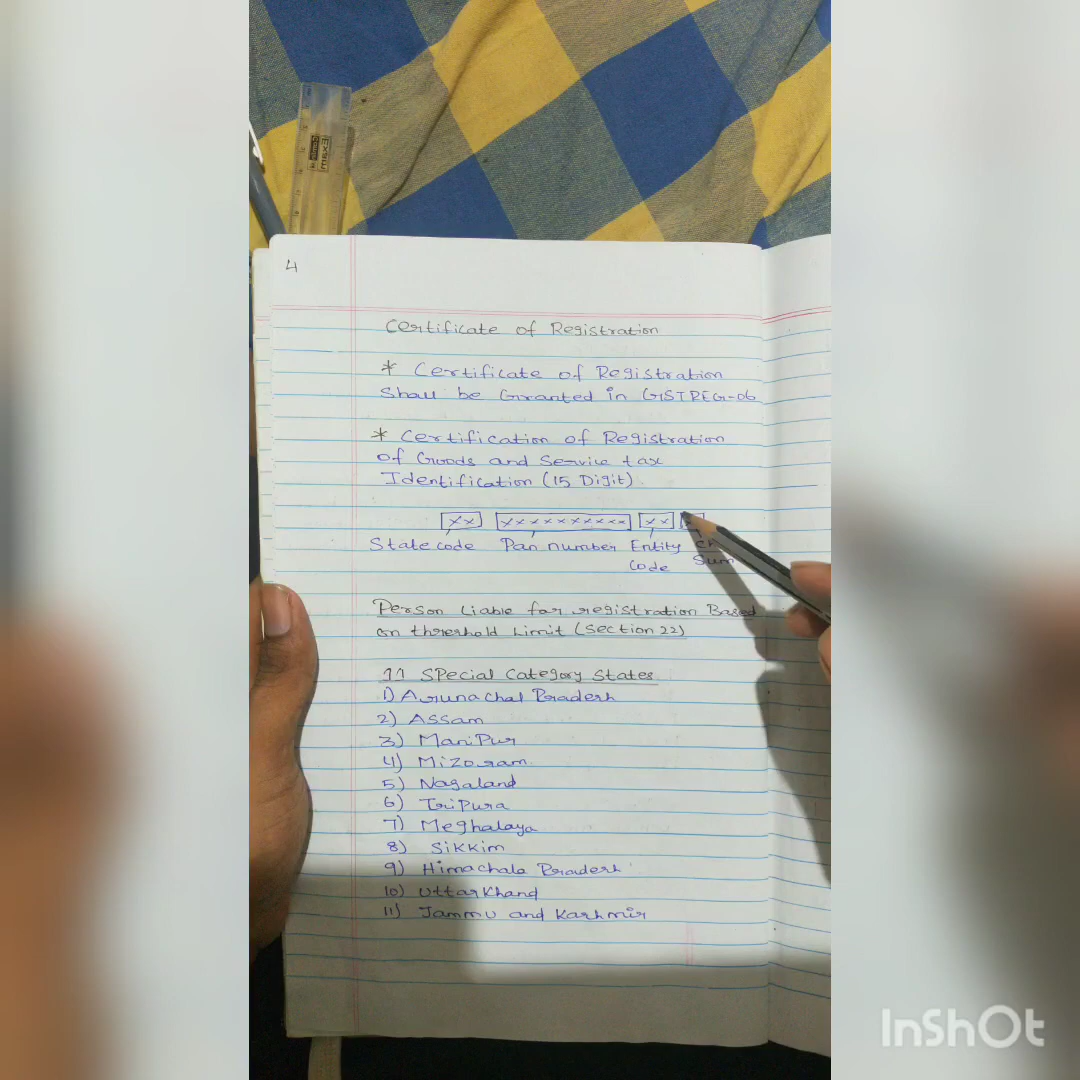 4
Certificate of Registration
* Certificate of Registration
Shall be Granted in GSTREG-06
* Certification of Registration
of Goods and Service tax
Identification (15 Digit)
XX XXXXXXXXXX XX
State code Pan number Entity
Code Sum
Person Liable for registration Based
on threshold Limit (Section 22)
11 Special Category States
1) Arunachal Pradesh
2) Assam
3) Manipur
4) Mizoram
5) Nagaland
6) Tripura
7) Meghalaya
8) Sikkim
9) Himachala Pradesh
10) Uttarkhand
11) Jammu and Kashmir
InShOt